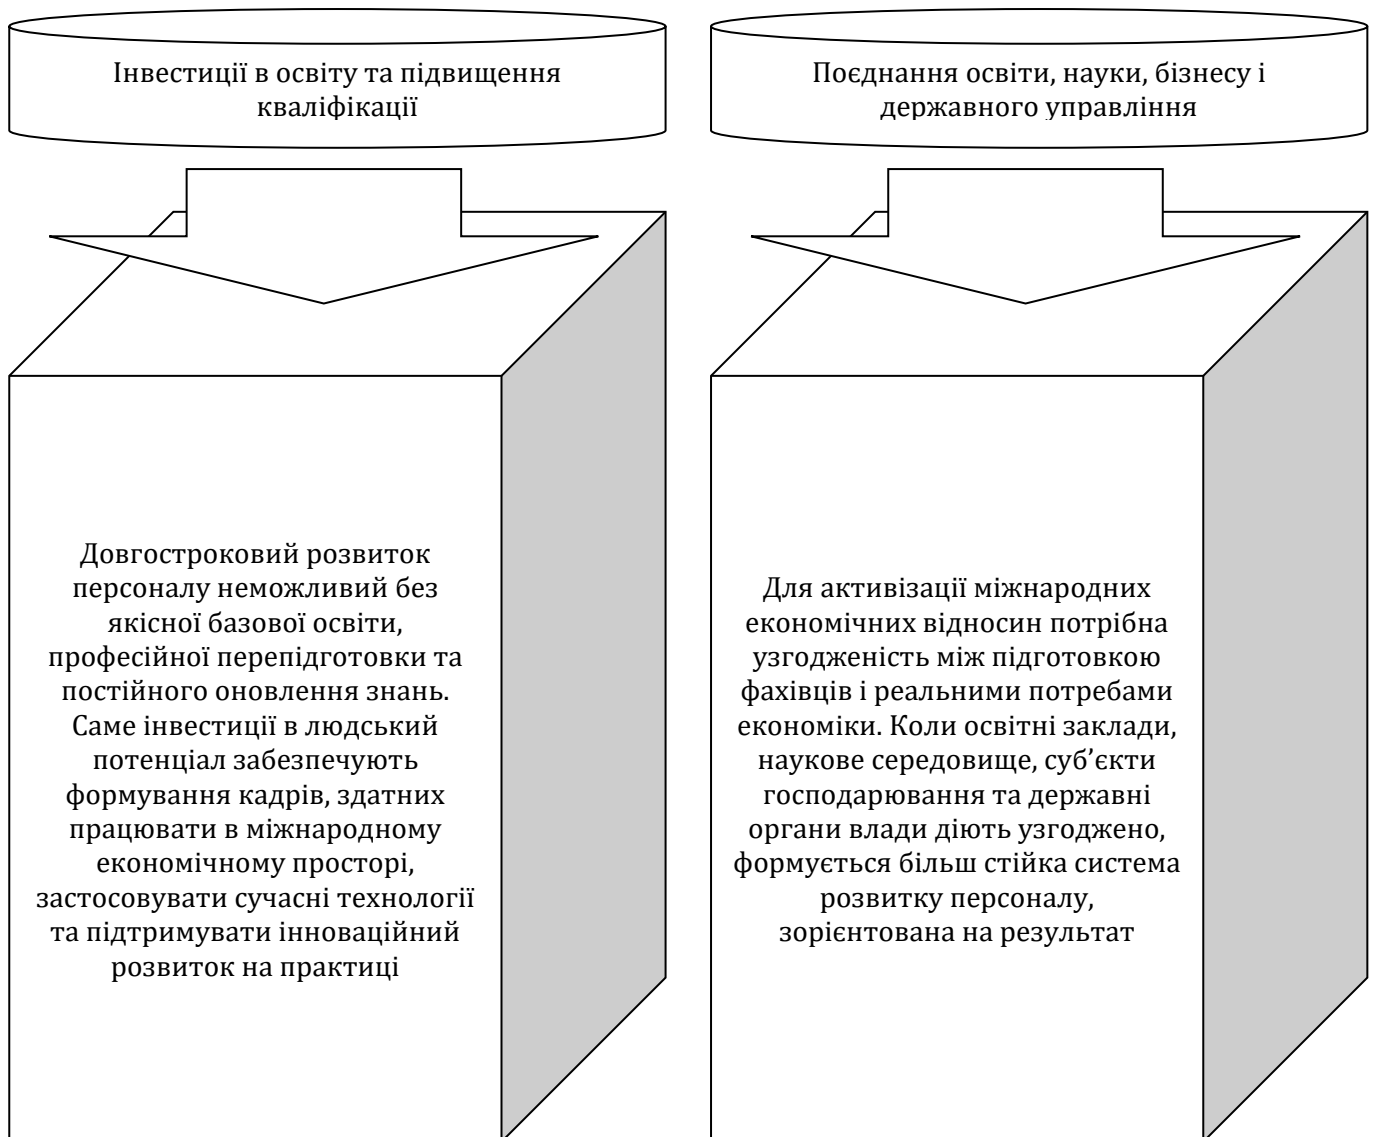 Інвестиції в освіту та підвищення
кваліфікації
Поєднання освіти, науки, бізнесу і
державного управління
Довгостроковий розвиток
персоналу неможливий без
якісної базової освіти,
професійної перепідготовки та
постійного оновлення знань.
Саме інвестиції в людський
потенціал забезпечують
формування кадрів, здатних
працювати в міжнародному
економічному просторі,
застосовувати сучасні технології
та підтримувати інноваційний
розвиток на практиці
Для активізації міжнародних
економічних відносин потрібна
узгодженість між підготовкою
фахівців і реальними потребами
економіки. Коли освітні заклади,
наукове середовище, суб’єкти
господарювання та державні
органи влади діють узгоджено,
формується більш стійка система
розвитку персоналу,
зорієнтована на результат